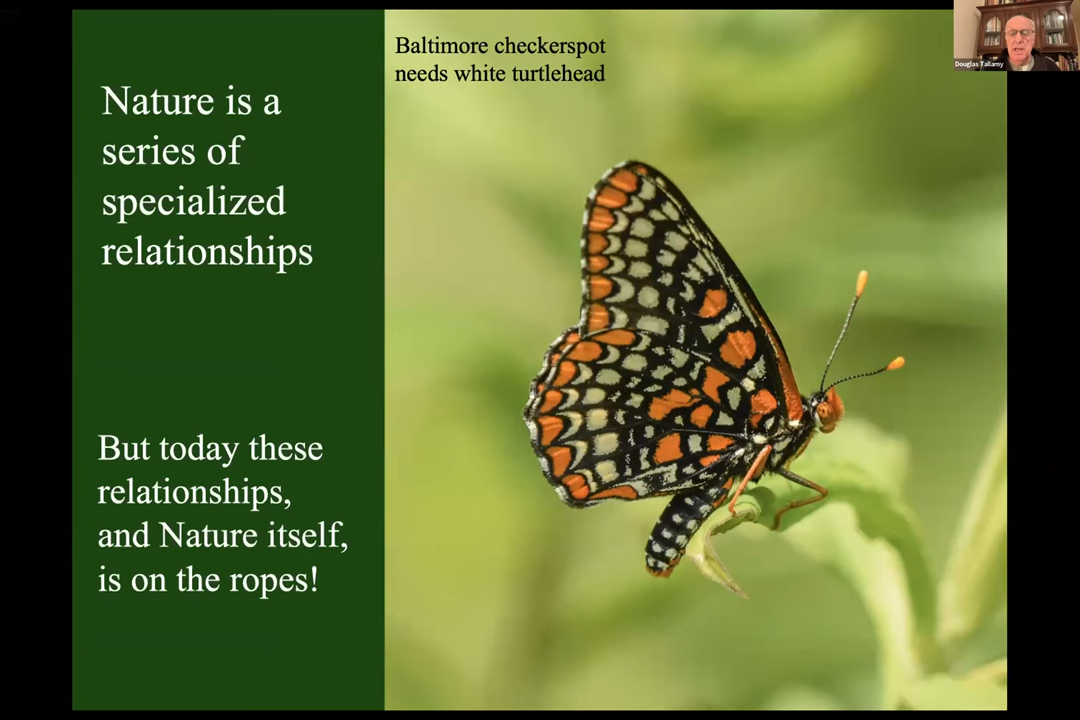 Nature is a
series of
specialized
relationships
But today these
relationships,
and Nature itself,
is on the ropes!
Baltimore checkerspot
needs white turtlehead
Douglas Tallamy